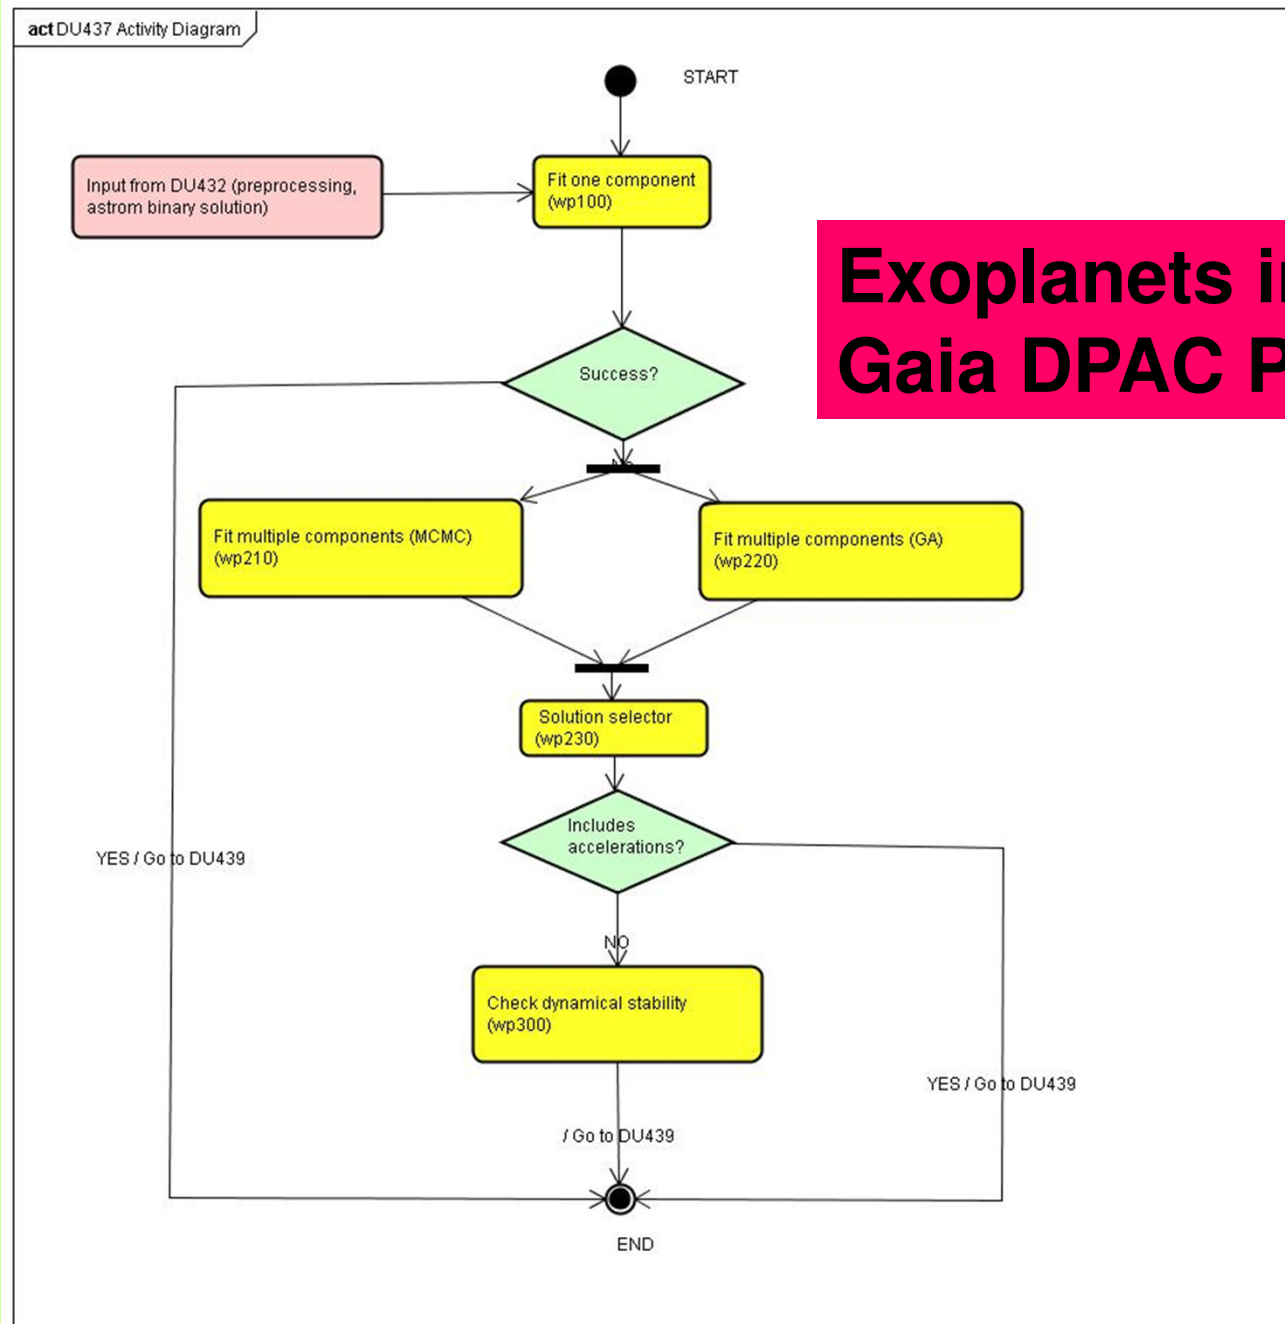 act DU437 Activity Diagram
START
Input from DU432 (preprocessing,
astrom binary solution)
Fit one component
(wp100)
Exoplanets
Gaia DPAC
Success?
Fit multiple components (MCMC)
(wp210)
Fit multiple components (GA)
(wp220)
Solution selector
(wp230)
Includes
accelerations?
YES / Go to DU439
NO
Check dynamical stability
(wp300)
YES / Go to DU439
/ Go to DU439
END